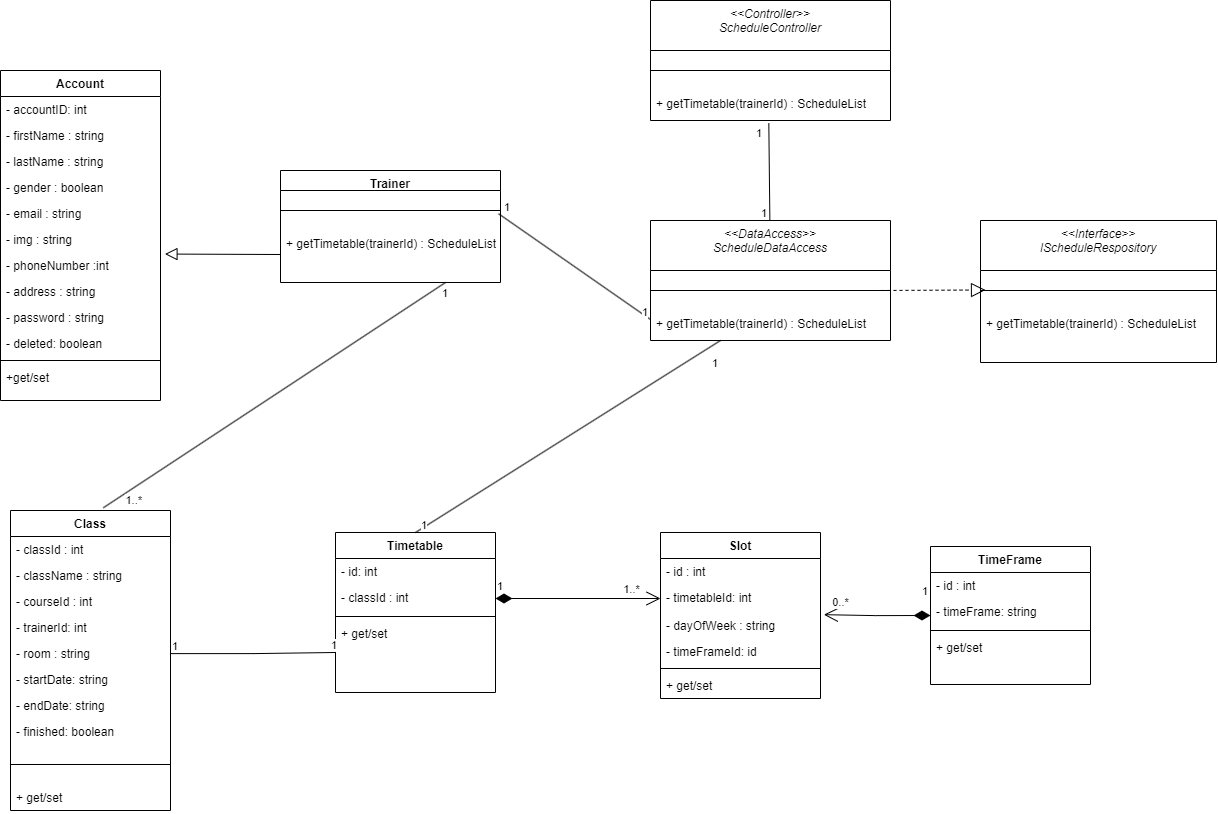 <<Controller>>
ScheduleController
+ getTimetable(trainerId) : ScheduleList
1
1
Account
- accountID: int
- firstName : string
- lastName : string
- gender : boolean
- email : string
- img : string
- phoneNumber :int
- address : string
- password : string
- deleted: boolean
+get/set
Trainer
+ getTimetable(trainerId) : ScheduleList
1
1
1
1..*
<<DataAccess>>
ScheduleDataAccess
+ getTimetable(trainerId) : ScheduleList
1
1
<<Interface>>
IScheduleRespository
+ getTimetable(trainerId) : ScheduleList
Class
- classId : int
- className : string
- courseId : int
- trainerId: int
- room : string
- startDate: string
- endDate: string
- finished: boolean
+ get/set
1
1
Timetable
- id: int
- classId : int
+ get/set
1
1..*
Slot
- id : int
- timetableId: int
- dayOfWeek : string
- timeFrameId: id
+ get/set
0..*
1
TimeFrame
- id : int
- timeFrame: string
+ get/set